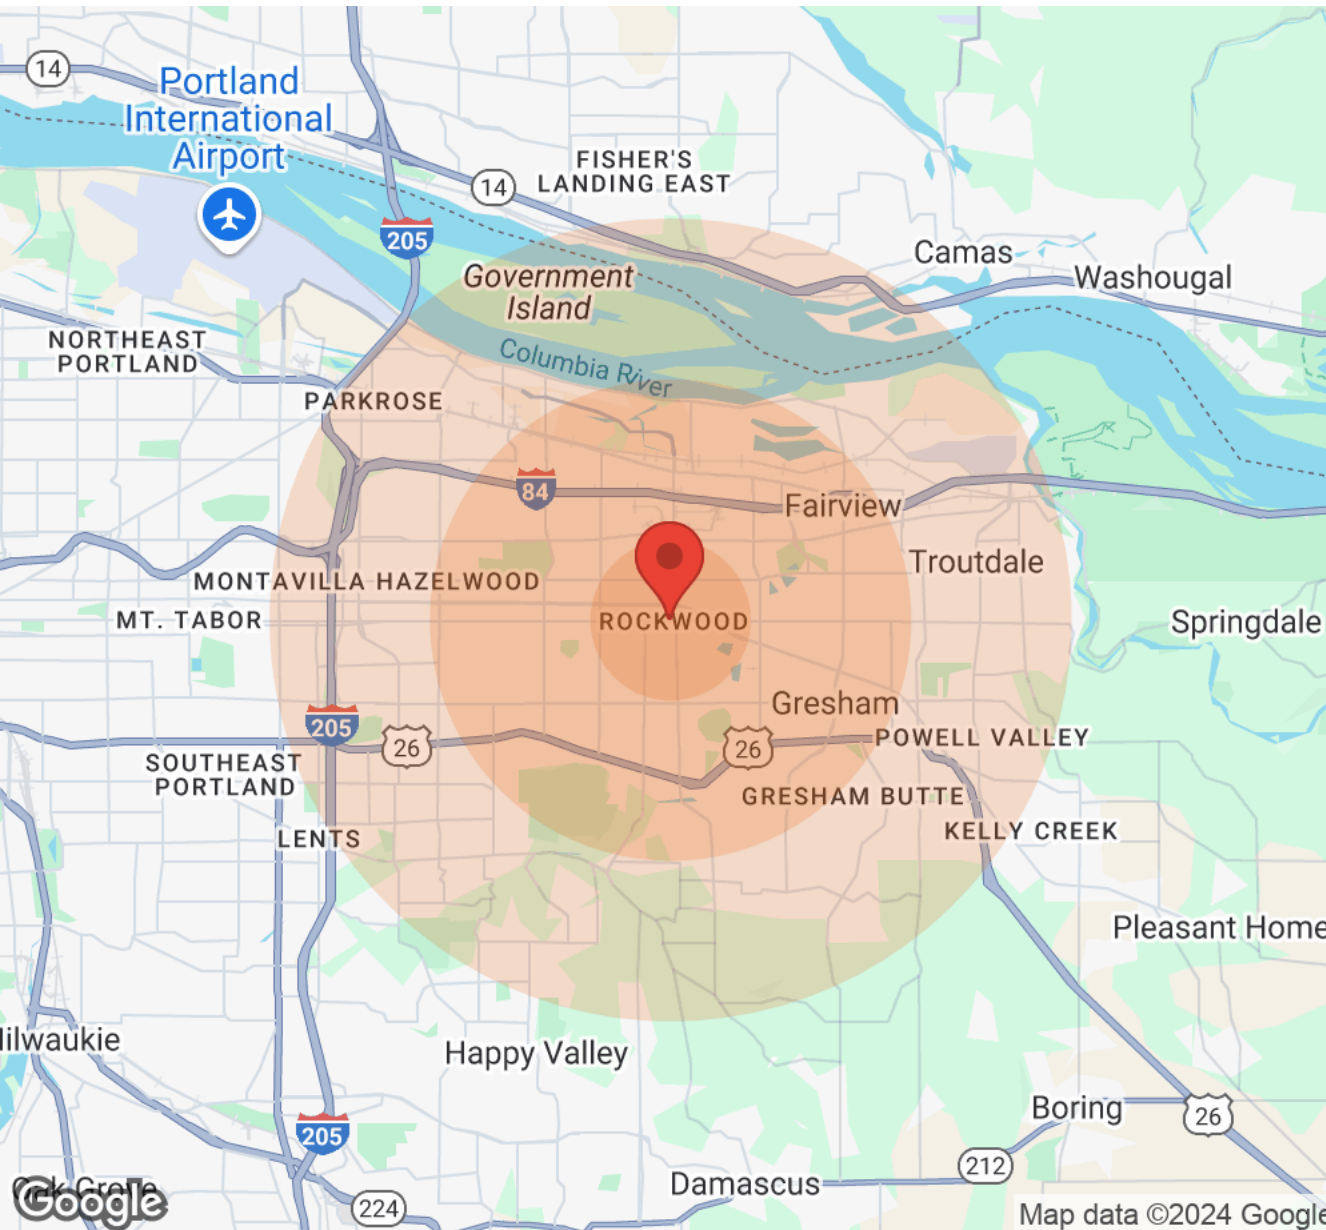 14
Portland
International
Airport
FISHER'S
LANDING EAST
14
205
Camas
Government
Island
Washougal
NORTHEAST
PORTLAND
Columbia River
PARKROSE
84
Fairview
Troutdale
MONTAVILLA HAZELWOOD
MT. TABOR
ROCKWOOD
Springdale
Gresham
205
26
26
POWELL VALLEY
SOUTHEAST
PORTLAND
GRESHAM BUTTE
LENTS
KELLY CREEK
Pleasant Home
ilwaukie
Happy Valley
Boring
26
205
212
Damascus
Oak Grove
Google
224
Map data ©2024 Google